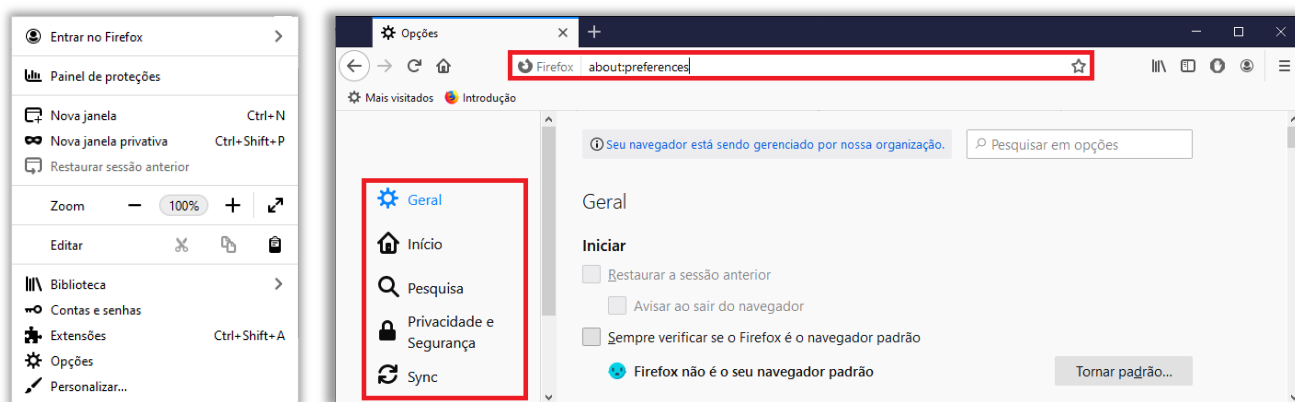 Entrar no Firefox
Painel de proteções
Nova janela Ctrl+N
Nova janela privativa Ctrl+Shift+P
Restaurar sessão anterior
Zoom 100%
Editar
Biblioteca
Contas e senhas
Extensões Ctrl+Shift+A
Opções
Personalizar...
Opções
Firefox about:preferences
Mais visitados Introdução
Seu navegador está sendo gerenciado por nossa organização. Pesquisar em opções
Geral
Início
Pesquisa
Privacidade e
Segurança
Sync
Geral
Iniciar
Restaurar a sessão anterior
Avisar ao sair do navegador
Sempre verificar se o Firefox é o navegador padrão
Firefox não é o seu navegador padrão Tornar padrão...